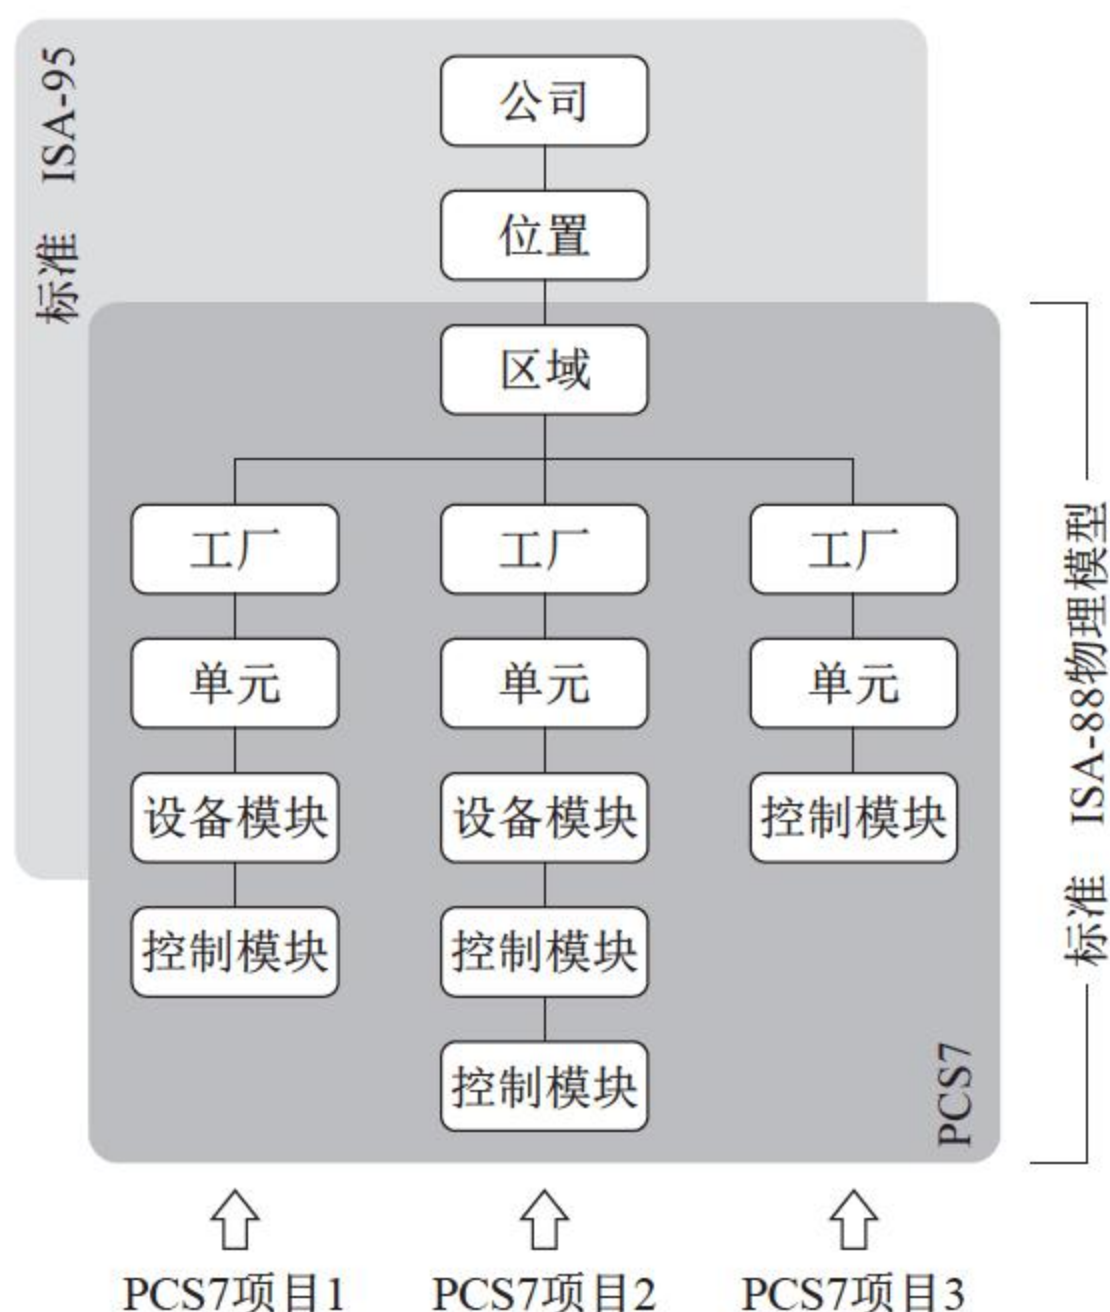 标准 ISA-95
公司
位置
区域
工厂 工厂 工厂
单元 单元 单元
设备模块 设备模块 控制模块
控制模块 控制模块
控制模块
PCS7
标准 ISA-88物理模型
PCS7项目1 PCS7项目2 PCS7项目3